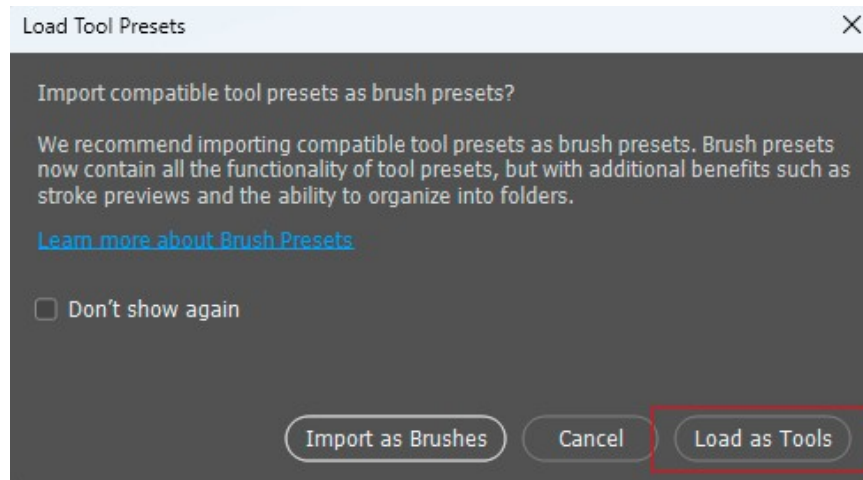 Load Tool Presets
Import compatible tool presets as brush presets?
We recommend importing compatible tool presets as brush presets. Brush presets
now contain all the functionality of tool presets, but with additional benefits such as
stroke previews and the ability to organize into folders.
Learn more about Brush Presets
Don't show again
Import as Brushes Cancel Load as Tools